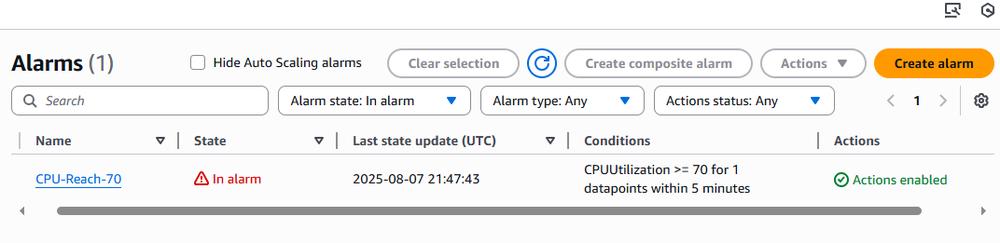 Alarms (1)
Hide Auto Scaling alarms
Clear selection
Create composite alarm
Actions
Create alarm
Search
Alarm state: In alarm
Alarm type: Any
Actions status: Any
1
Name
State
Last state update (UTC)
Conditions
Actions
CPU-Reach-70
In alarm
2025-08-07 21:47:43
CPUUtilization >= 70 for 1
datapoints within 5 minutes
Actions enabled